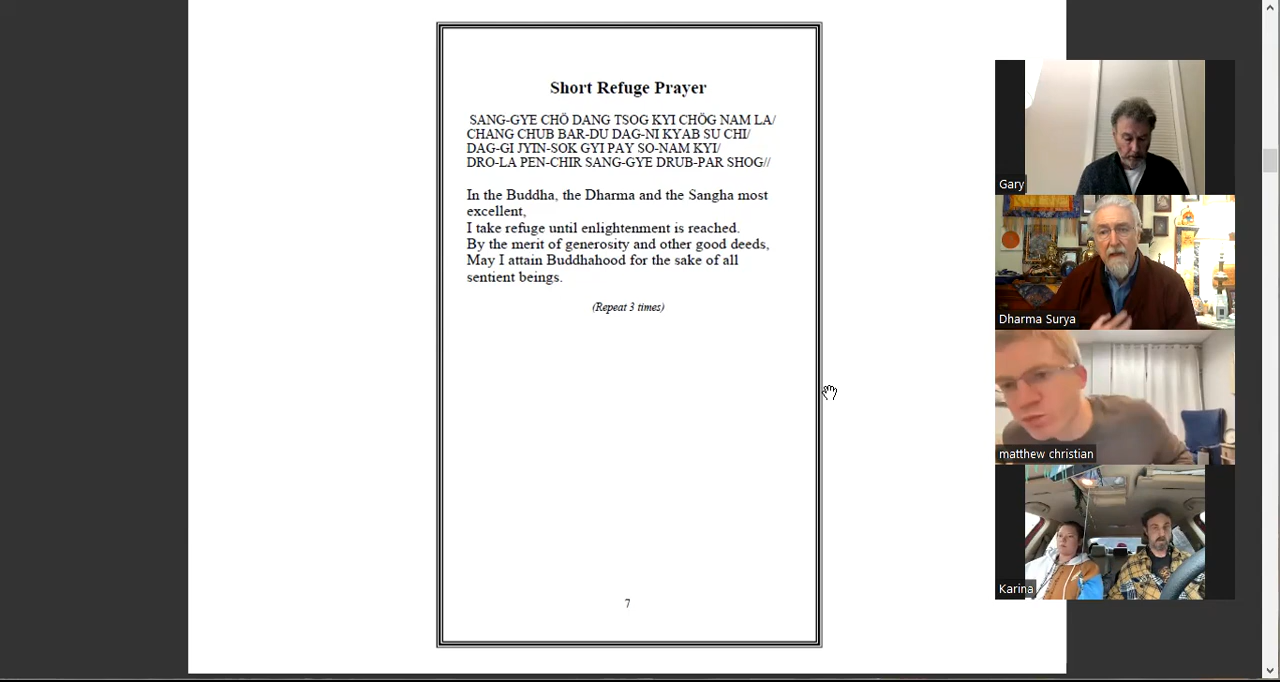 Short Refuge Prayer
SANG-GYE CHÖ DANG TSOG KYI CHÖG NAM LA/
CHANG CHUB BAR-DU DAG-NI KYAB SU CHI/
DAG-GI JYIN-SOK GYI PAY SO-NAM KYI/
DRO-LA PEN-CHIR SANG-GYE DRUB-PAR SHOG//
In the Buddha, the Dharma and the Sangha most
excellent,
I take refuge until enlightenment is reached.
By the merit of generosity and other good deeds,
May I attain Buddhahood for the sake of all
sentient beings.
(Repeat 3 times)
7
Gary
Dharma Surya
matthew christian
Karina